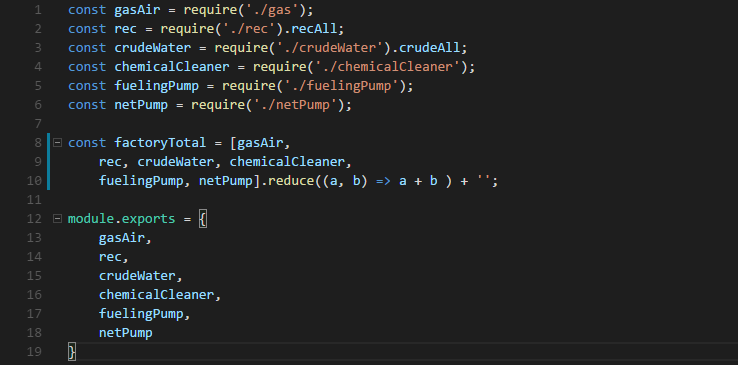 1 const gasAir = require('./gas');
2 const rec = require('./rec').recAll;
3 const crudeWater = require('./crudeWater').crudeAll;
4 const chemicalCleaner = require('./chemicalCleaner');
5 const fuelingPump = require('./fuelingPump');
6 const netPump = require('./netPump');
7
8 const factoryTotal = [gasAir,
9     rec, crudeWater, chemicalCleaner,
10     fuelingPump, netPump].reduce((a, b) => a + b ) + '';
11
12 module.exports = {
13     gasAir,
14     rec,
15     crudeWater,
16     chemicalCleaner,
17     fuelingPump,
18     netPump
19 }